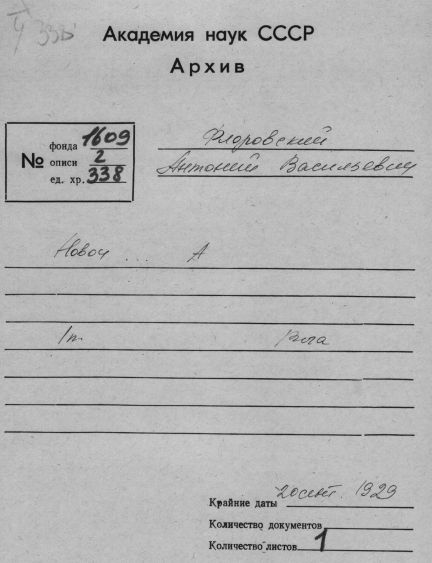 Академия наук СССР
Архив
№
фонда 1609
описи 2
ед. хр. 338
Флоровский
Антоний Васильевич
А
Крайние даты 20 сент. 1929
Количество документов
Количество листов 1